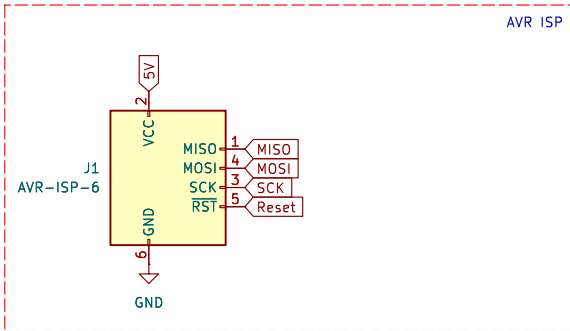 AVR ISP
5V
2
VCC
J1
AVR-ISP-6
MISO 1 MISO
MOSI 4 MOSI
SCK 3 SCK
RST 5 Reset
GND
6
GND